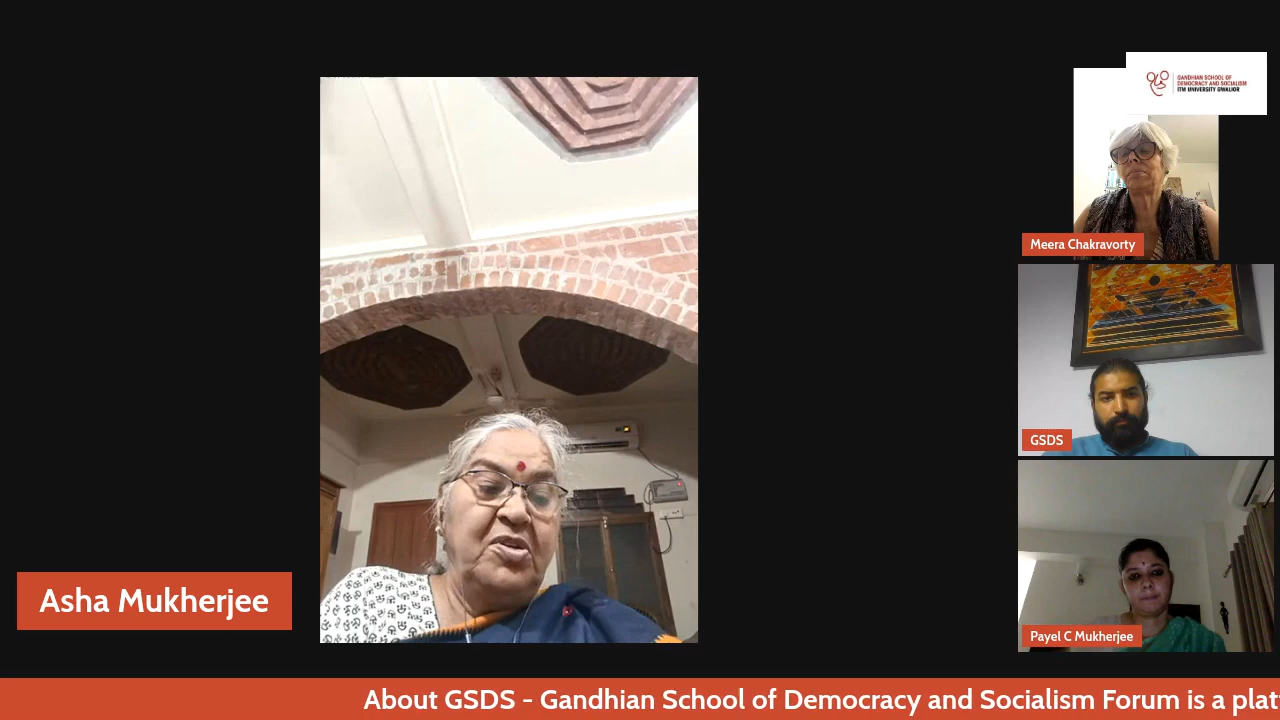 GANDHIAN SCHOOL OF
DEMOCRACY AND SOCIALISM
ITM UNIVERSITY GWALIOR
Meera Chakravorty
GSDS
Asha Mukherjee
Payel C Mukherjee
About GSDS - Gandhian School of Democracy and Socialism Forum is a plat